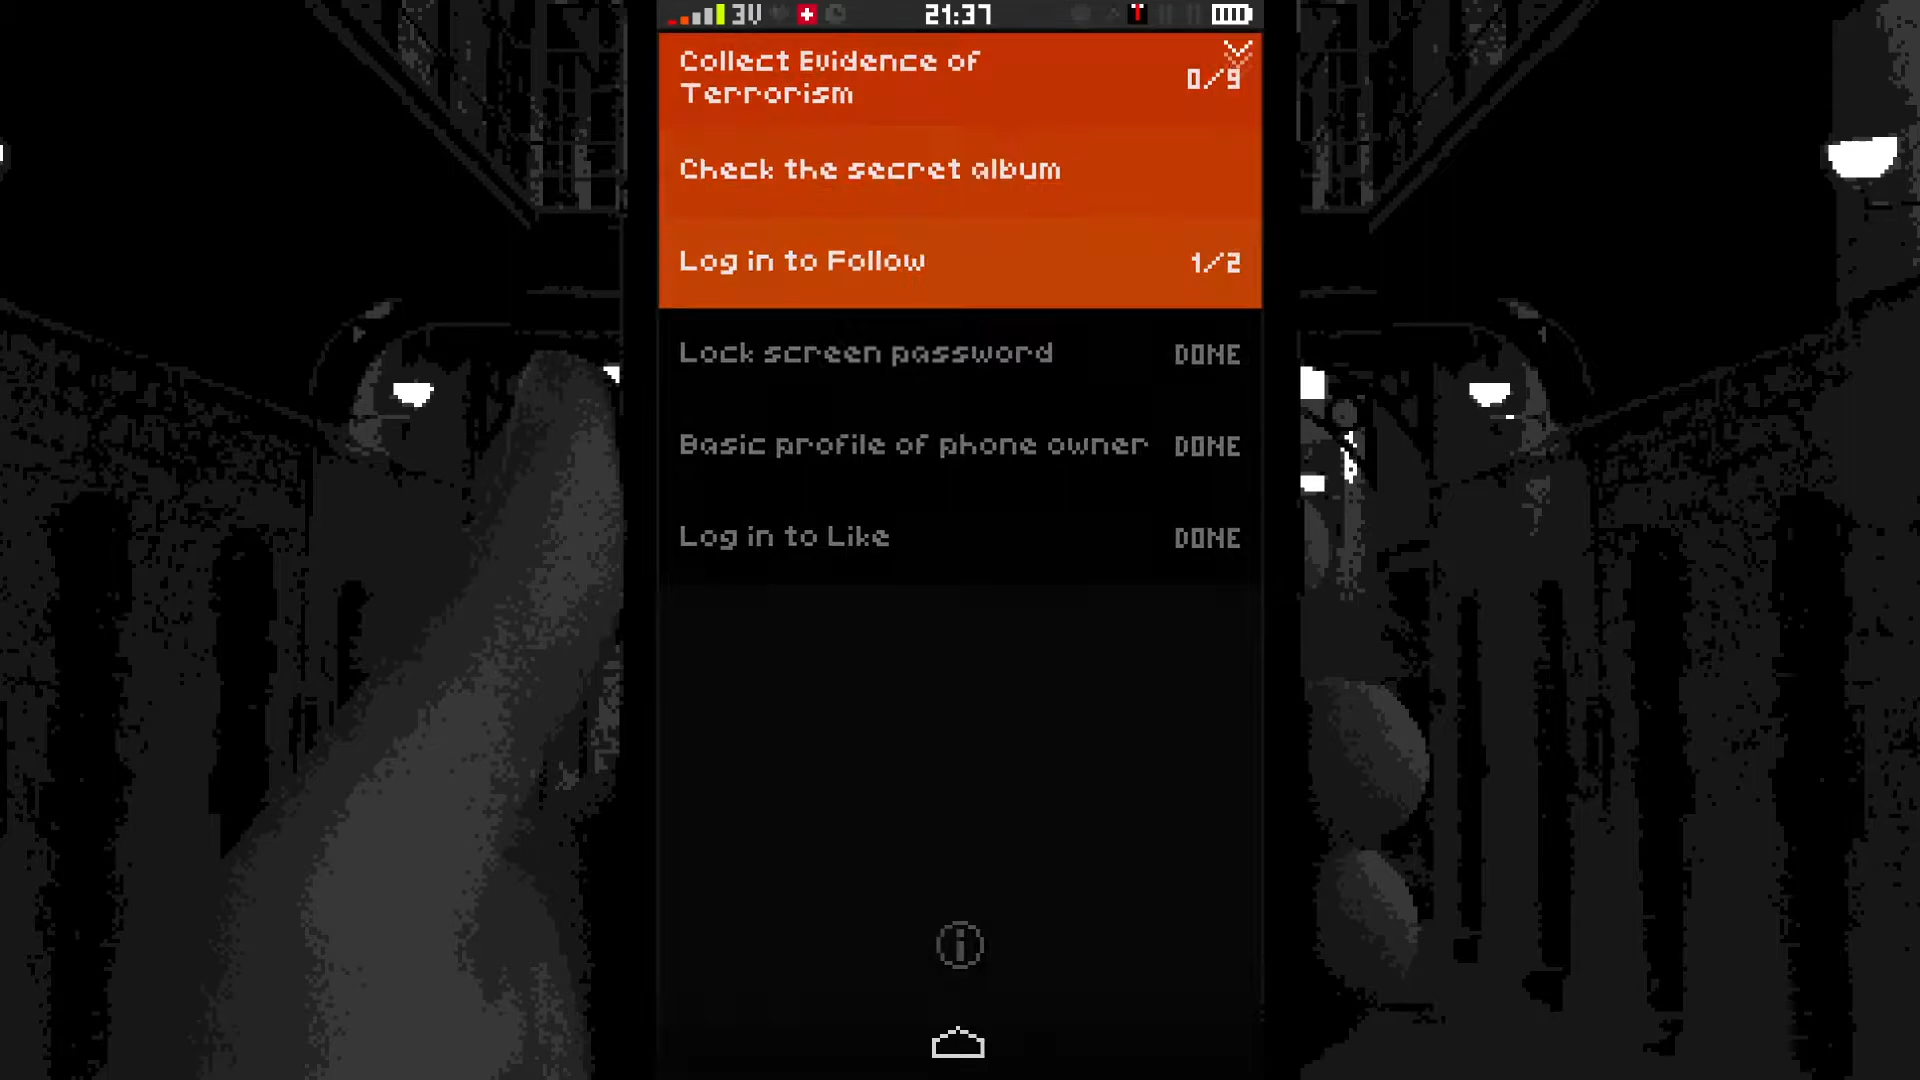 3V
21:37
T
Collect Evidence of
Terrorism
0/9
Check the secret album
Log in to Follow
1/2
Lock screen password
DONE
Basic profile of phone owner
DONE
Log in to Like
DONE
i